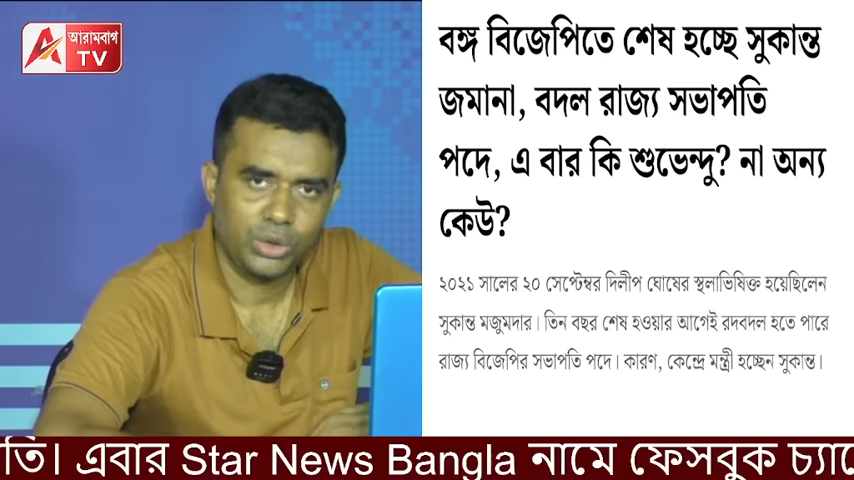 আরামবাগ
TV
বঙ্গ বিজেপিতে শেষ হচ্ছে সুকান্ত
জমানা, বদল রাজ্য সভাপতি
পদে, এ বার কি শুভেন্দু? না অন্য
কেউ?
২০২১ সালের ২০ সেপ্টেম্বর দিলীপ ঘোষের স্থলাভিষিক্ত হয়েছিলেন
সুকান্ত মজুমদার। তিন বছর শেষ হওয়ার আগেই রদবদল হতে পারে
রাজ্য বিজেপির সভাপতি পদে। কারণ, কেন্দ্রে মন্ত্রী হচ্ছেন সুকান্ত।
তি। এবার Star News Bangla নামে ফেসবুক চ্যানে